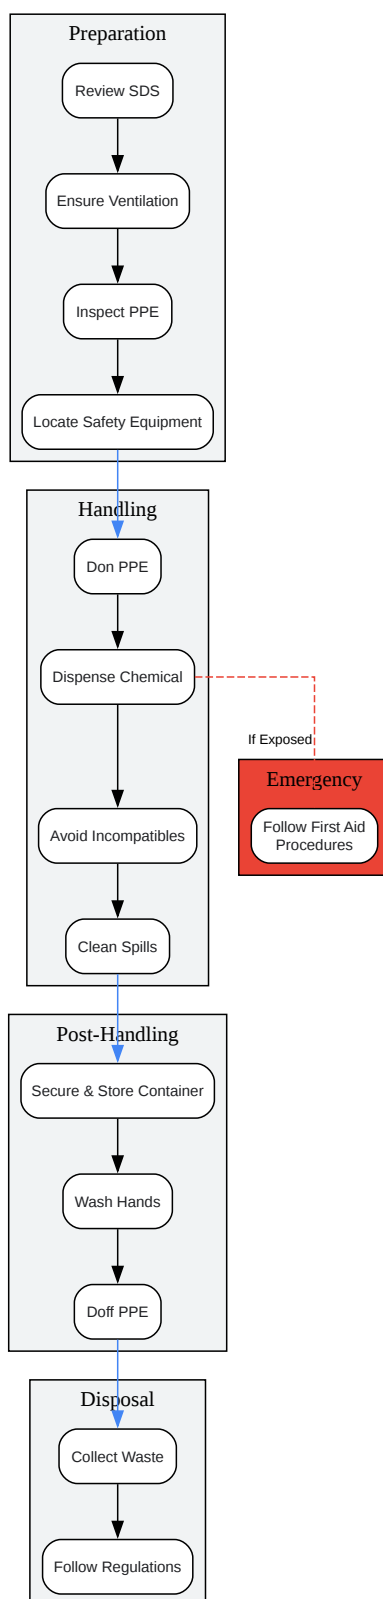 Preparation
Review SDS
Ensure Ventilation
Inspect PPE
Locate Safety Equipment
Handling
Don PPE
Dispense Chemical
If Exposed
Emergency
Follow First Aid
Procedures
Avoid Incompatibles
Clean Spills
Post-Handling
Secure & Store Container
Wash Hands
Doff PPE
Disposal
Collect Waste
Follow Regulations